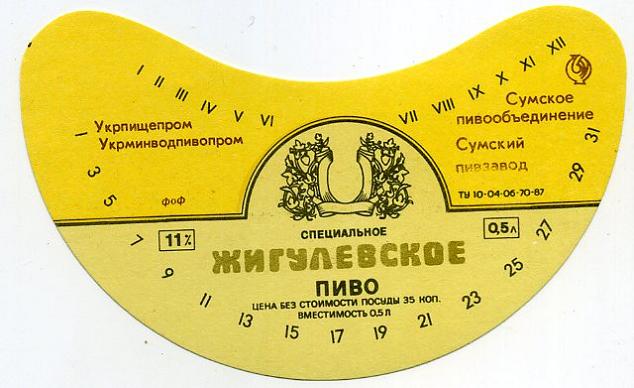 I II III IV V VI VII VIII IX X XI XII
Укрпищепром
Укрминводпивопром
фоф
Сумское
пивообъединение
Сумский
пивзавод
ТУ 10-04-06-70-87
11%
0,5л
СПЕЦИАЛЬНОЕ
ЖИГУЛЕВСКОЕ
ПИВО
ЦЕНА БЕЗ СТОИМОСТИ ПОСУДЫ 35 КОП.
ВМЕСТИМОСТЬ 0,5 Л
1 3 5 7 9 11 13 15 17 19 21 23 25 27 29 31